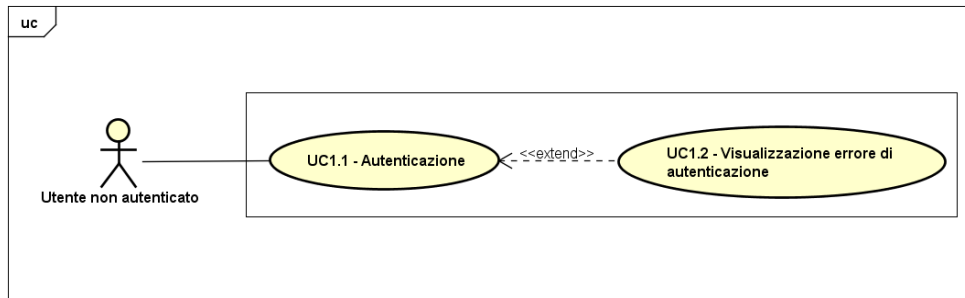 uc
UC1.1 - Autenticazione
<<extend>>
UC1.2 - Visualizzazione errore di
autenticazione
Utente non autenticato